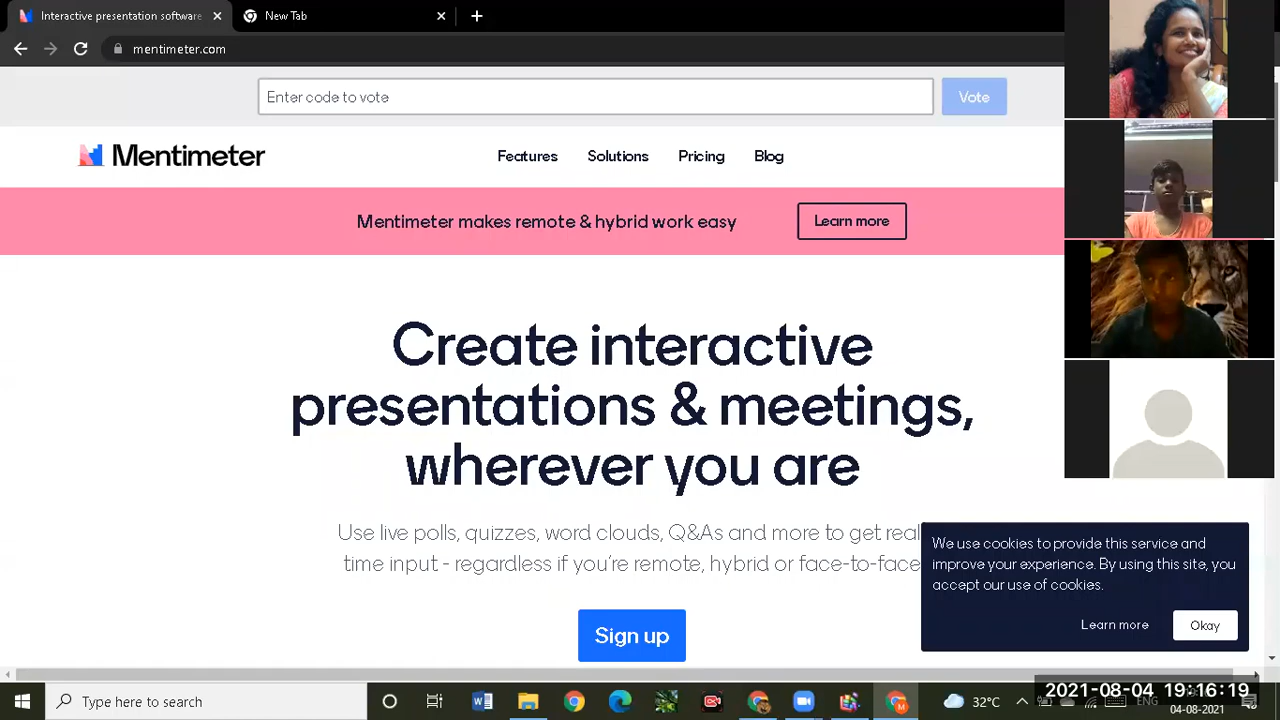 Interactive presentation software
New Tab
mentimeter.com
Enter code to vote
Vote
Mentimeter
Features
Solutions
Pricing
Blog
Mentimeter makes remote & hybrid work easy
Learn more
Create interactive
presentations & meetings,
wherever you are
Use live polls, quizzes, word clouds, Q&As and more to get real
time input - regardless if you're remote, hybrid or face-to-face
Sign up
We use cookies to provide this service and
improve your experience. By using this site, you
accept our use of cookies.
Learn more
Okay
Type here to search
32°C
ENG
2021-08-04 19:16:19
04-08-2021